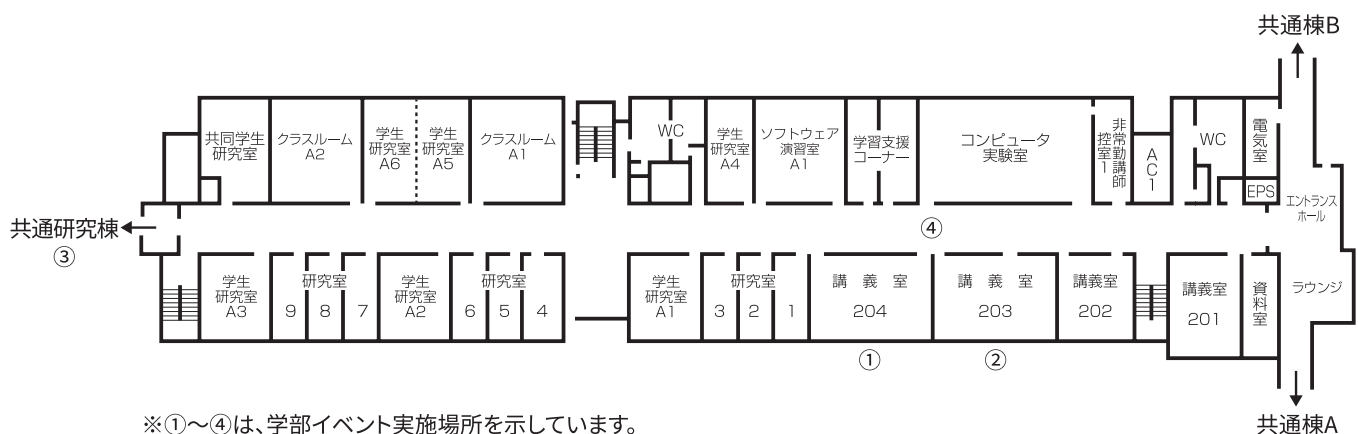 共通棟B
共同学生
研究室
クラスルーム
A2
学生
研究室
A6
学生
研究室
A5
クラスルーム
A1
WC
学生
研究室
A4
ソフトウェア
演習室
A1
学習支援
コーナー
コンピュータ
実験室
非常勤講師
控室1
AC1
WC
電気室
EPS
エントランス
ホール
共通研究棟
③
④
学生
研究室
A3
研究室
9
8
7
学生
研究室
A2
研究室
6
5
4
学生
研究室
A1
研究室
3
2
1
講義室
204
講義室
203
講義室
202
講義室
201
資料室
ラウンジ
①
②
共通棟A
※①～④は、学部イベント実施場所を示しています。